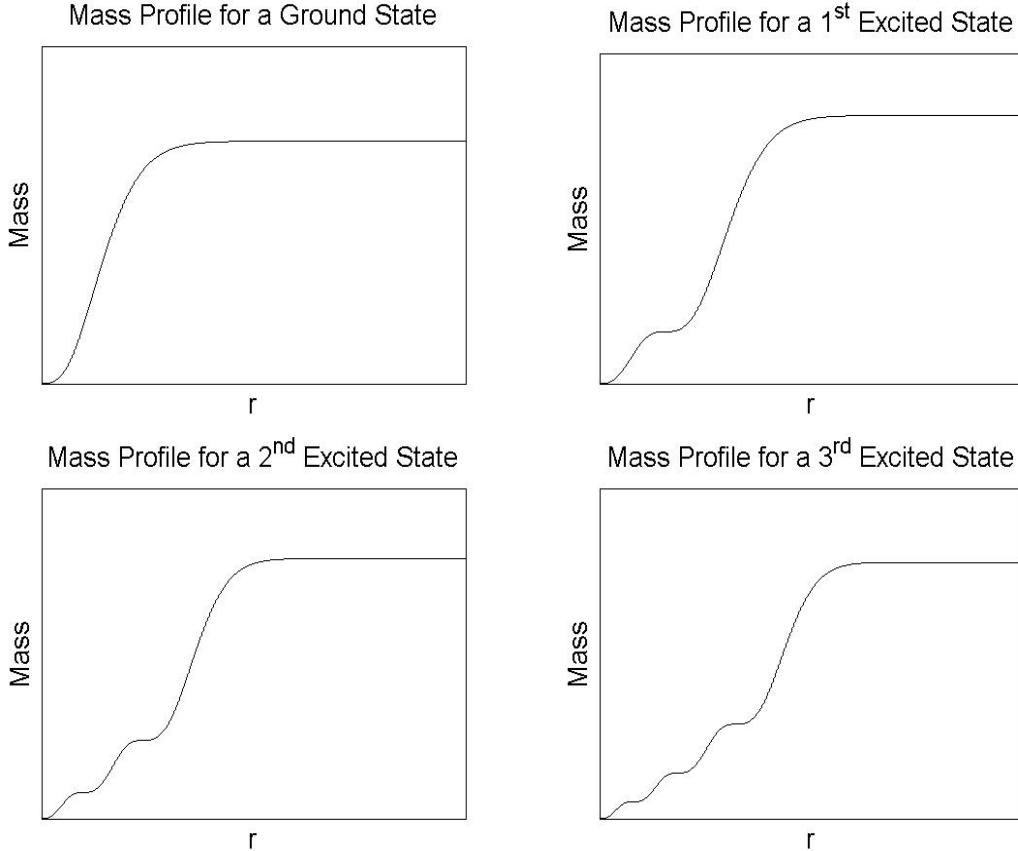 Mass Profile for a Ground State
Mass
r
Mass Profile for a 1st Excited State
Mass
r
Mass Profile for a 2nd Excited State
Mass
r
Mass Profile for a 3rd Excited State
Mass
r